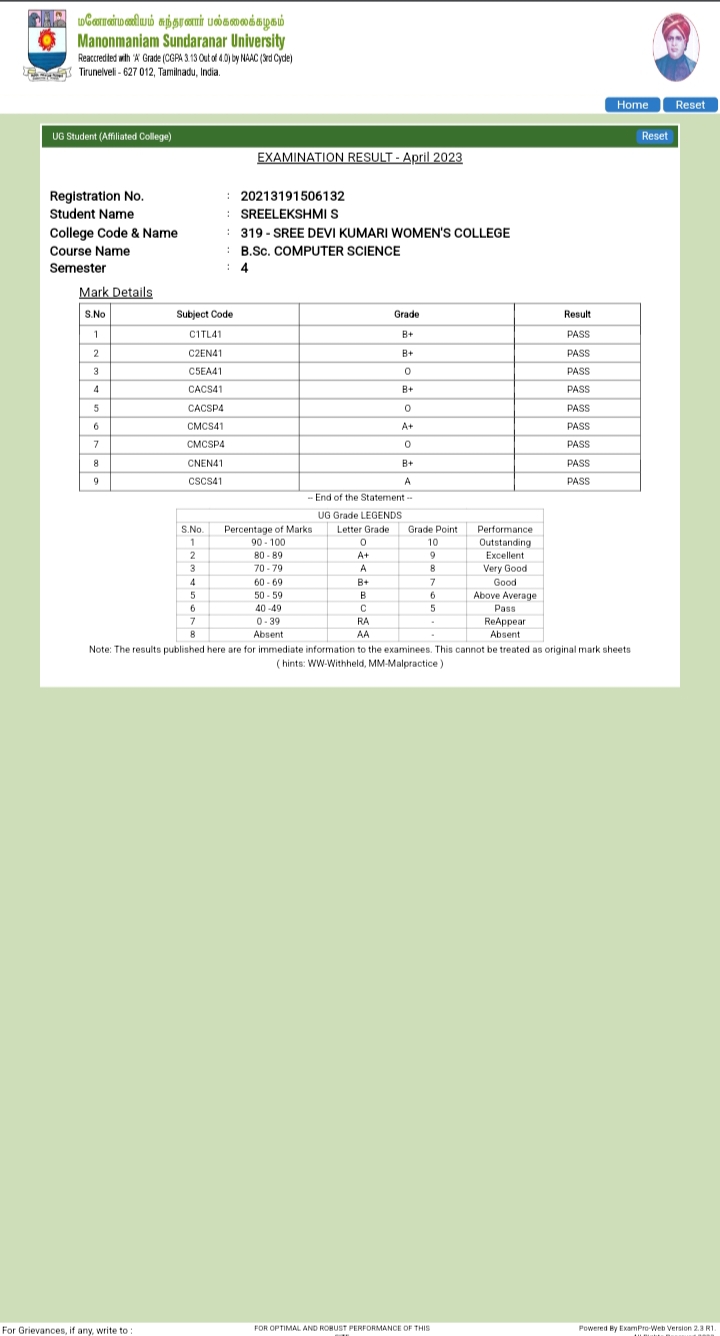 மனோன்மணியம் சுந்தரனார் பல்கலைக்கழகம்
Manonmaniam Sundaranar University
Reaccredited with 'A' Grade (CGPA 3.13 Out of 4.0) by NAAC (3rd Cycle)
Tirunelveli - 627 012, Tamilnadu, India.
Home Reset
UG Student (Affiliated College) Reset
EXAMINATION RESULT - April 2023
Registration No. : 20213191506132
Student Name : SREELEKSHMI S
College Code & Name : 319 - SREE DEVI KUMARI WOMEN'S COLLEGE
Course Name : B.Sc. COMPUTER SCIENCE
Semester : 4
Mark Details
S.No Subject Code Grade Result
1 C1TL41 B+ PASS
2 C2EN41 B+ PASS
3 C5EA41 O PASS
4 CACS41 B+ PASS
5 CACSP4 O PASS
6 CMCS41 A+ PASS
7 CMCSP4 O PASS
8 CNEN41 B+ PASS
9 CSCS41 A PASS
-- End of the Statement --
UG Grade LEGENDS
S.No. Percentage of Marks Letter Grade Grade Point Performance
1 90 - 100 O 10 Outstanding
2 80 - 89 A+ 9 Excellent
3 70 - 79 A 8 Very Good
4 60 - 69 B+ 7 Good
5 50 - 59 B 6 Above Average
6 40 -49 C 5 Pass
7 0 - 39 RA - ReAppear
8 Absent AA - Absent
Note: The results published here are for immediate information to the examinees. This cannot be treated as original mark sheets
( hints: WW-Withheld, MM-Malpractice )
For Grievances, if any, write to : FOR OPTIMAL AND ROBUST PERFORMANCE OF THIS Powered By ExamPro-Web Version 2.3 R1.